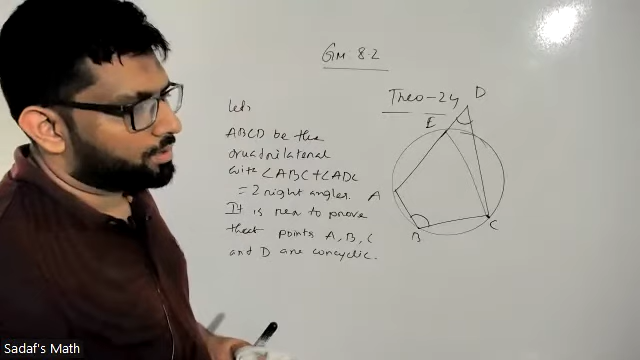 Gm 8.2
Theo-24
D
E
Let,
ABCD be the
quadrilateral
with ∠ABC+∠ADC
= 2 right angles.
A
It is req to prove
that points A, B, C
and D are concyclic.
B
C
Sadaf's Math